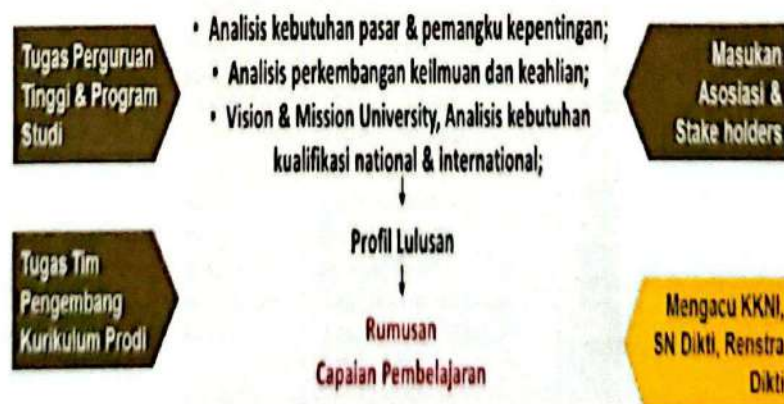 Tugas Perguruan
Tinggi & Program
Studi
• Analisis kebutuhan pasar & pemangku kepentingan;
• Analisis perkembangan keilmuan dan keahlian;
• Vision & Mission University, Analisis kebutuhan
kualifikasi national & international;
Masukan
Asosiasi &
Stake holders
Tugas Tim
Pengembang
Kurikulum Prodi
Profil Lulusan
Rumusan
Capaian Pembelajaran
Mengacu KKNI,
SN Dikti, Renstra
Dikti